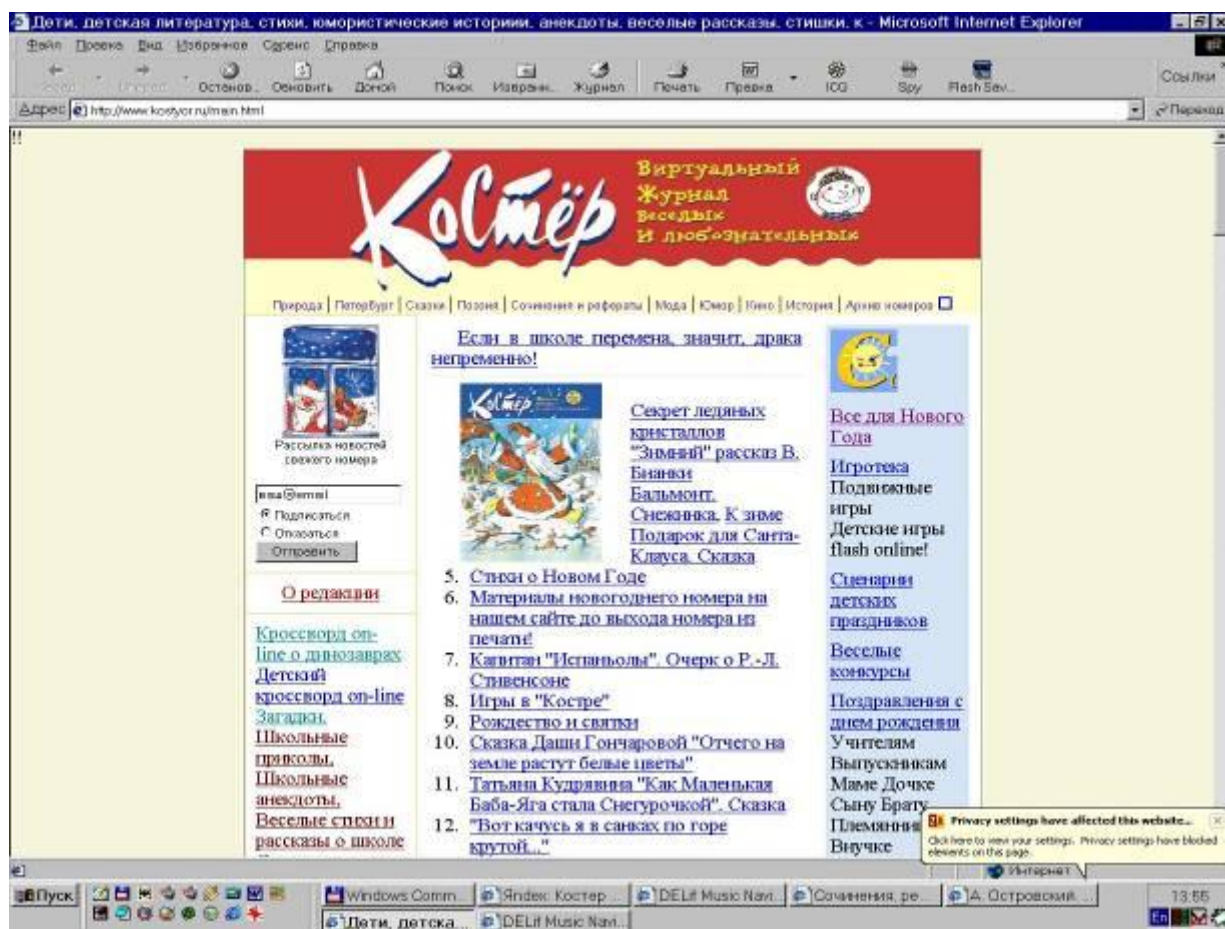 Дети, детская литература, стихи, юмористические историии, анекдоты, веселые рассказы, стишки, к - Microsoft Internet Explorer
Файл Правка Вид Избранное Сервис Справка
Останов... Обновить Домой Поиск Избранн... Журнал Печать Правка ICQ Spy Flash Sav...
Ссылки
Адрес http://www.kostyor.ru/main.html
Переход
!!
Костёр
Виртуальный
Журнал
Веселых
И любознательных
Природа | Петербург | Сказки | Поэзия | Сочинения и рефераты | Мода | Юмор | Кино | История | Архив номеров
Рассылка новостей
свежего номера
ваш@email
Подписаться
Отказаться
Отправить
О редакции
Кроссворд on-
line о динозаврах
Детский
кроссворд on-line
Загадки.
Школьные
приколы.
Школьные
анекдоты,
Веселые стихи и
рассказы о школе
Если в школе перемена, значит, драка
непременно!
Костёр
Секрет ледяных
кристаллов
"Зимний" рассказ В.
Бианки
Бальмонт.
Снежинка, К зиме
Подарок для Санта-
Клауса. Сказка
5. Стихи о Новом Годе
6. Материалы новогоднего номера на
нашем сайте до выхода номера из
печати!
7. Капитан "Испаньолы". Очерк о Р.-Л.
Стивенсоне
8. Игры в "Костре"
9. Рождество и святки
10. Сказка Даши Гончаровой "Отчего на
земле растут белые цветы"
11. Татьяна Кудрявина "Как Маленькая
Баба-Яга стала Снегурочкой". Сказка
12. "Вот качусь я в санках по горе
крутой..."
Все для Нового
Года
Игротека
Подвижные
игры
Детские игры
flash online!
Сценарии
детских
праздников
Веселые
конкурсы
Поздравления с
днем рождения
Учителям
Выпускникам
Маме Дочке
Сыну Брату
Внучке
Privacy settings have affected this website...
Click here to view your settings. Privacy settings have blocked
elements on this page.
Интернет
Пуск
Windows Comm...
Яndex: Костер ...
DELit Music Navi...
Сочинения, ре...
А. Островский. ...
13:55
Дети, детска...
DELit Music Navi...
En